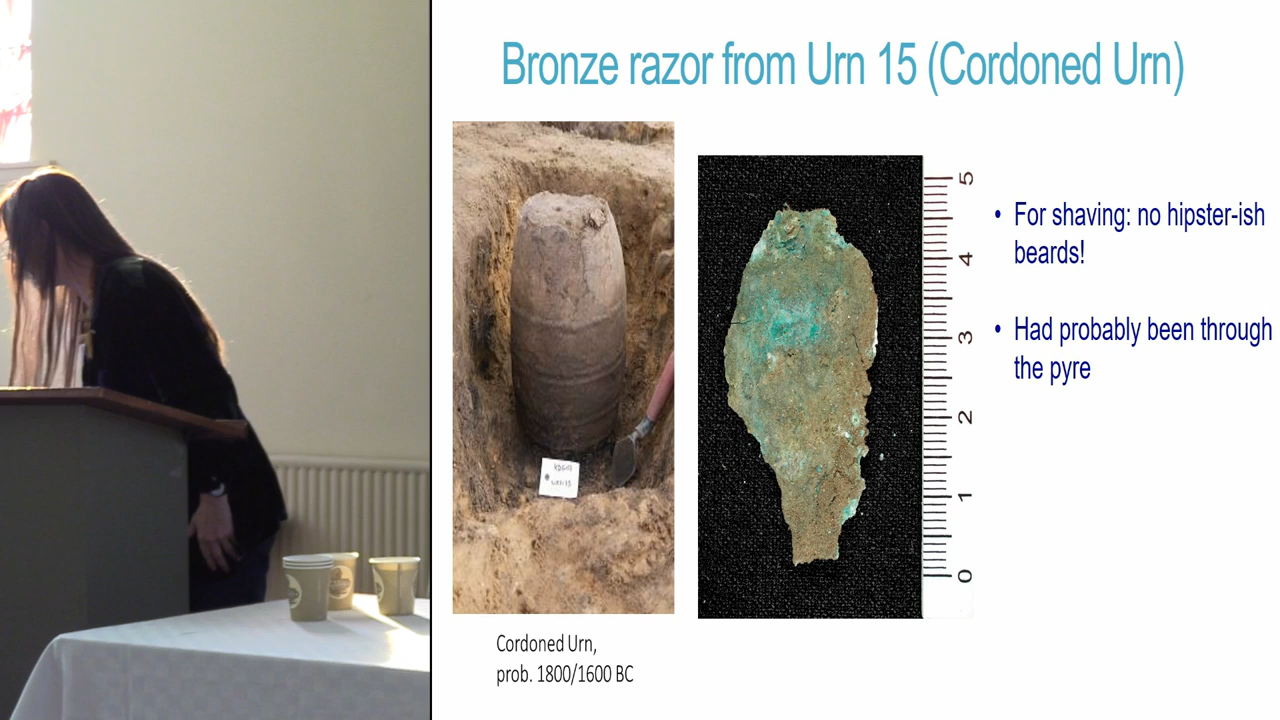 Bronze razor from Urn 15 (Cordoned Urn)
5
4
3
2
1
0
• For shaving: no hipster-ish
beards!
• Had probably been through
the pyre
Cordoned Urn,
prob. 1800/1600 BC